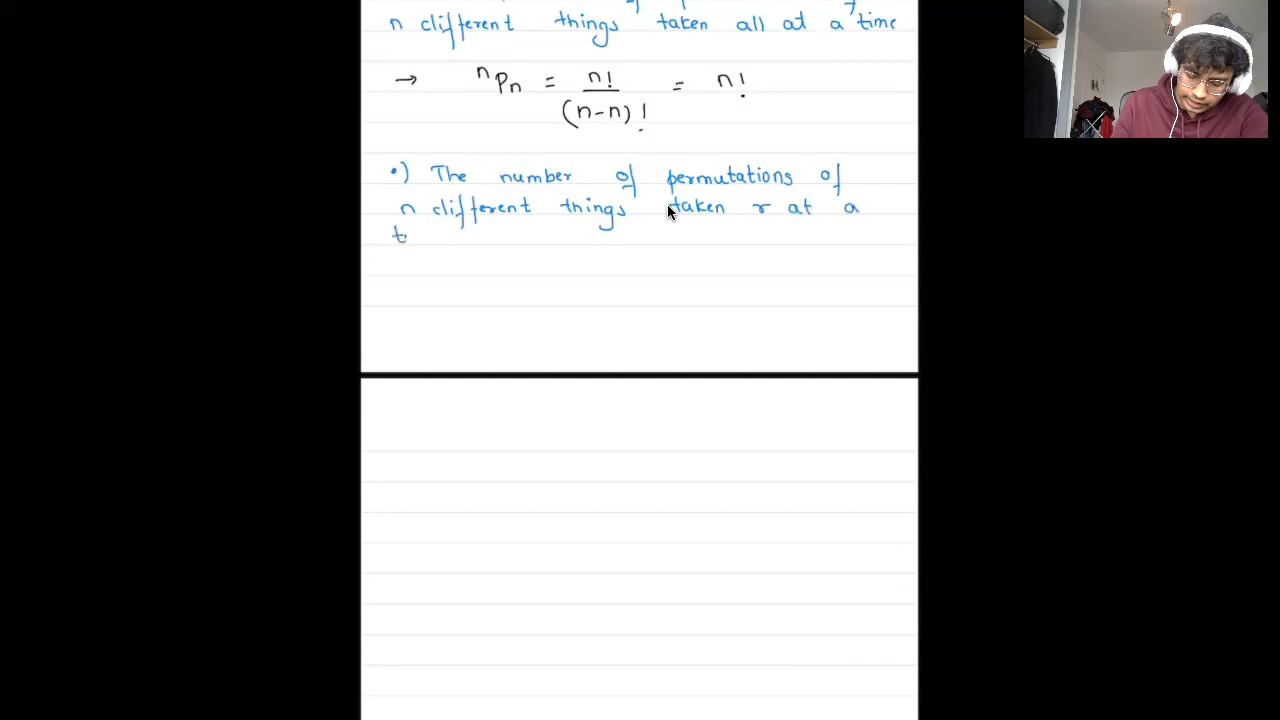 n different things taken all at a time
→ ⁿPₙ = n! / (n-n)! = n!
•) The number of permutations of
n different things taken r at a
t